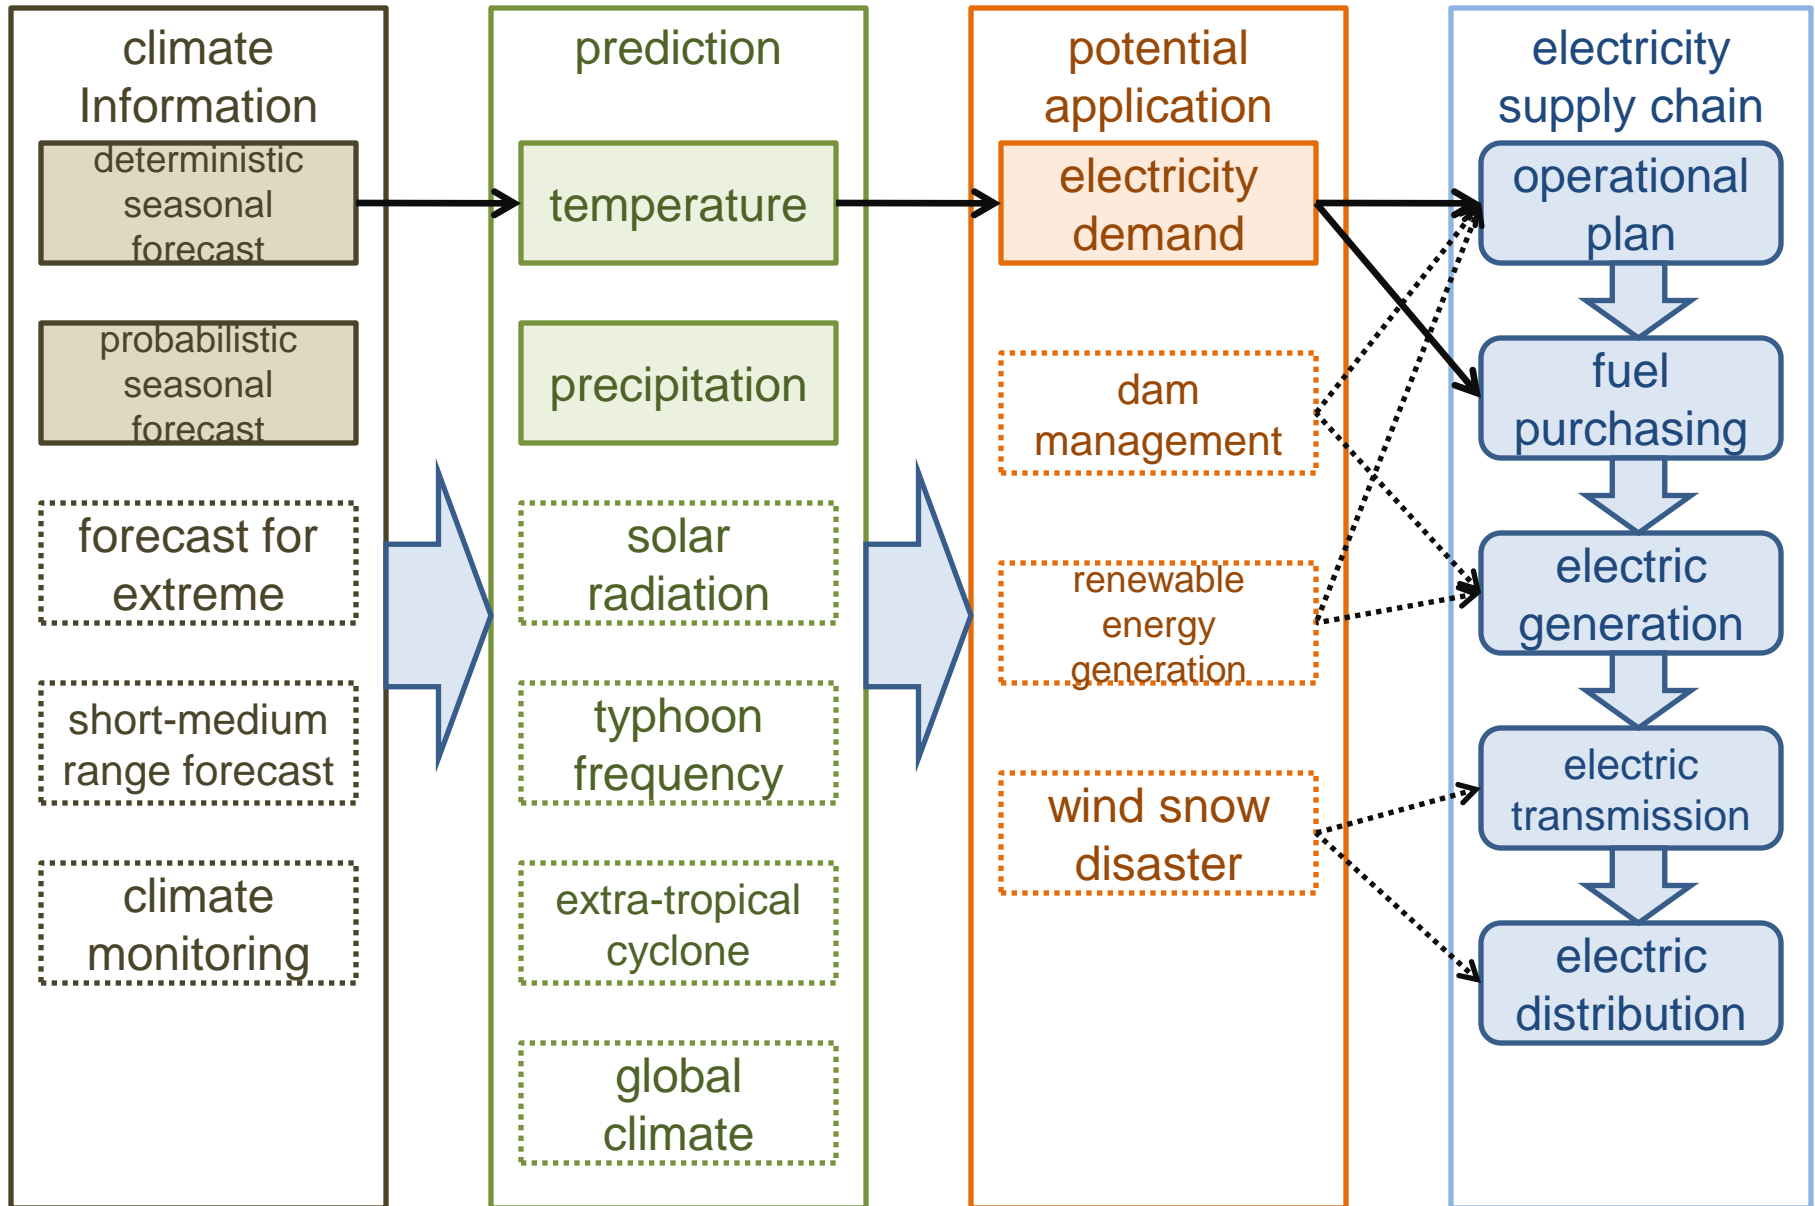 climate
Information
deterministic
seasonal
forecast
probabilistic
seasonal
forecast
forecast for
extreme
short-medium
range forecast
climate
monitoring
prediction
temperature
precipitation
solar
radiation
typhoon
frequency
extra-tropical
cyclone
global
climate
potential
application
electricity
demand
dam
management
renewable
energy
generation
wind snow
disaster
electricity
supply chain
operational
plan
fuel
purchasing
electric
generation
electric
transmission
electric
distribution